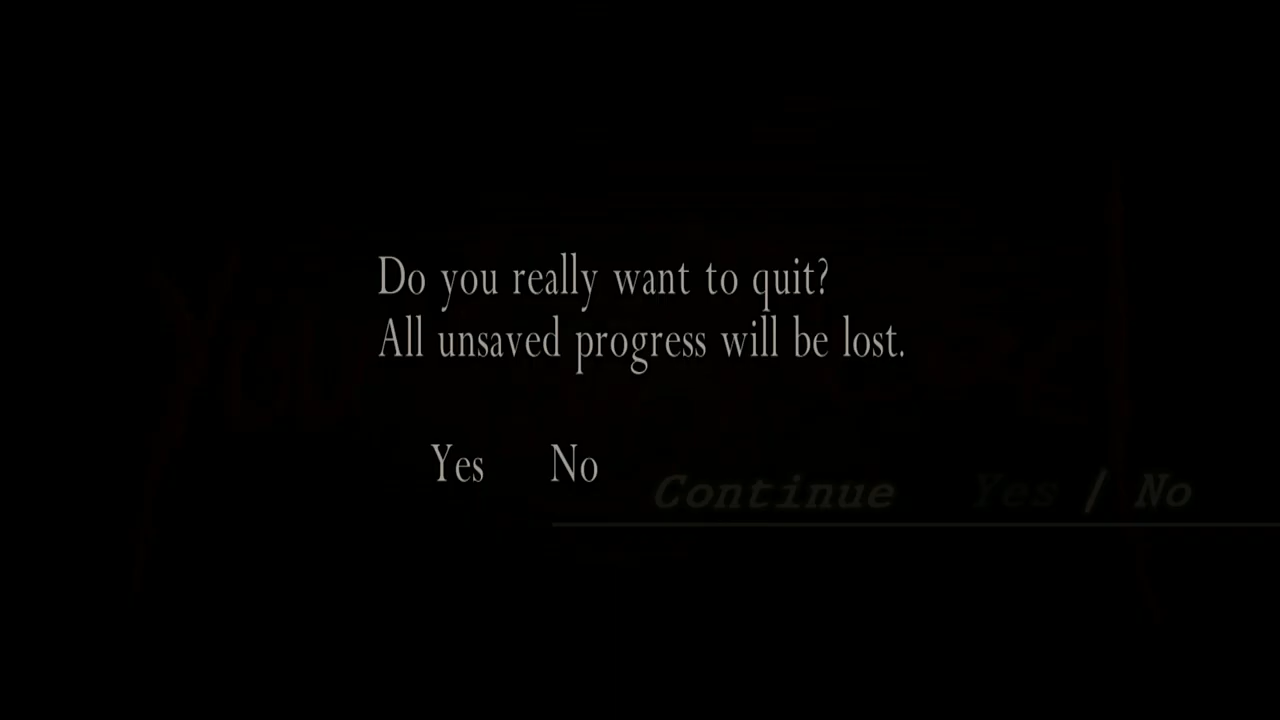 Do you really want to quit?
All unsaved progress will be lost.
Yes No
Continue Yes / No